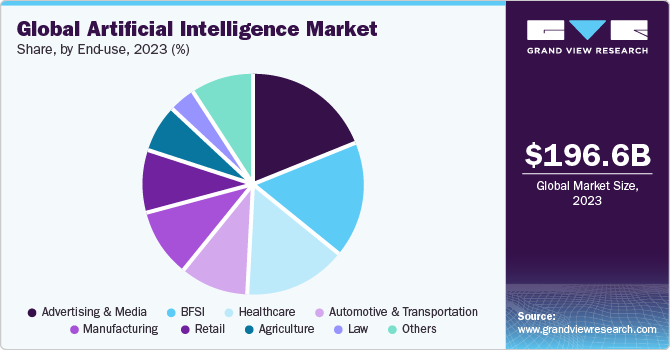 Global Artificial Intelligence Market
Share, by End-use, 2023 (%)
Advertising & Media
BFSI
Healthcare
Automotive & Transportation
Manufacturing
Retail
Agriculture
Law
Others
GVR
GRAND VIEW RESEARCH
$196.6B
Global Market Size,
2023
Source:
www.grandviewresearch.com